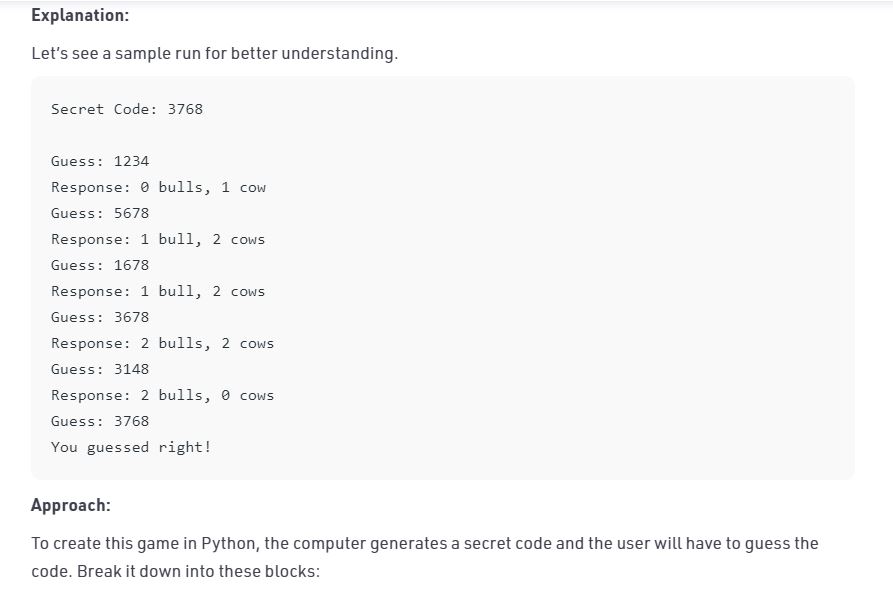 Explanation:
Let's see a sample run for better understanding.
Secret Code: 3768
Guess: 1234
Response: 0 bulls, 1 cow
Guess: 5678
Response: 1 bull, 2 cows
Guess: 1678
Response: 1 bull, 2 cows
Guess: 3678
Response: 2 bulls, 2 cows
Guess: 3148
Response: 2 bulls, 0 cows
Guess: 3768
You guessed right!
Approach:
To create this game in Python, the computer generates a secret code and the user will have to guess the
code. Break it down into these blocks: